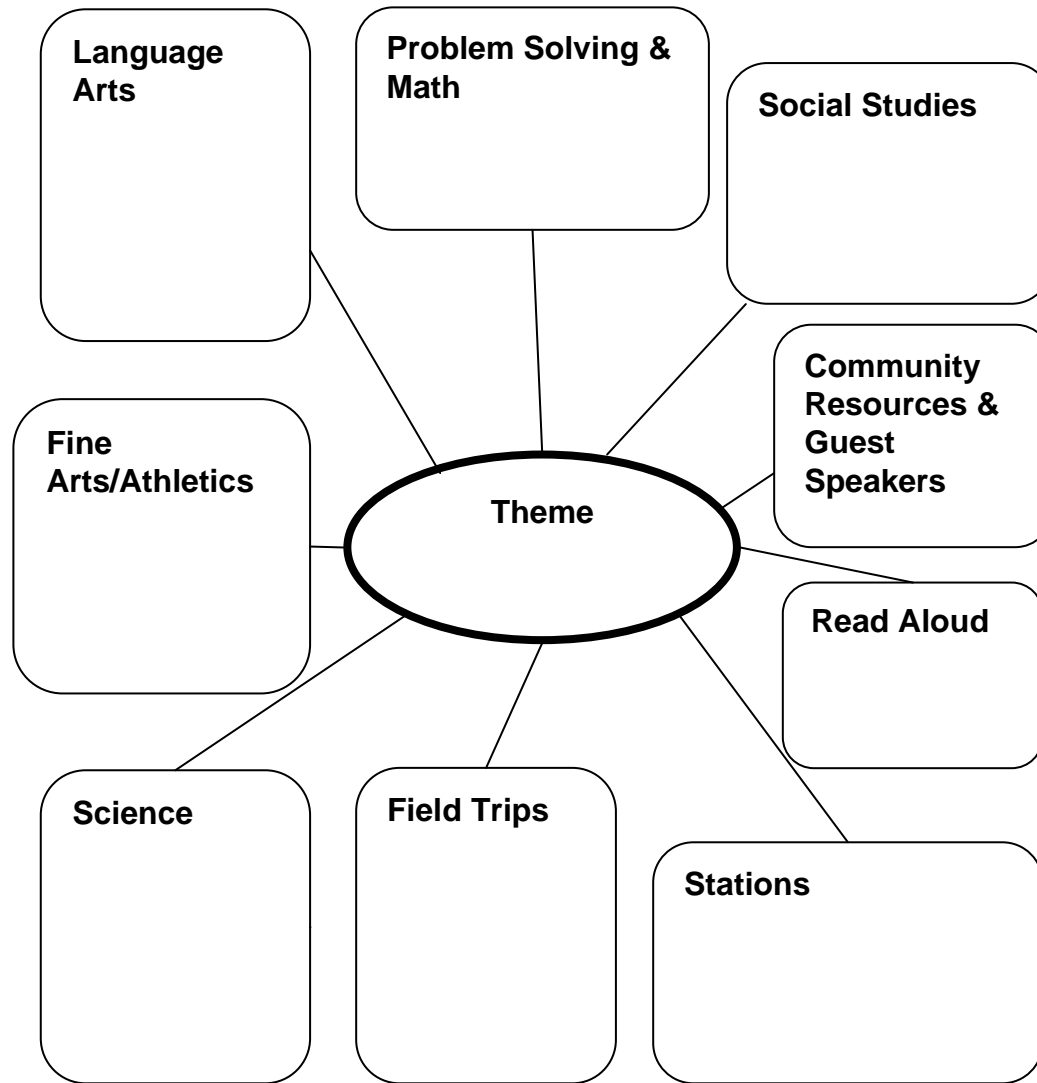 Language
Arts
Problem Solving &
Math
Social Studies
Community
Resources &
Guest
Speakers
Fine
Arts/Athletics
Theme
Read Aloud
Science
Field Trips
Stations